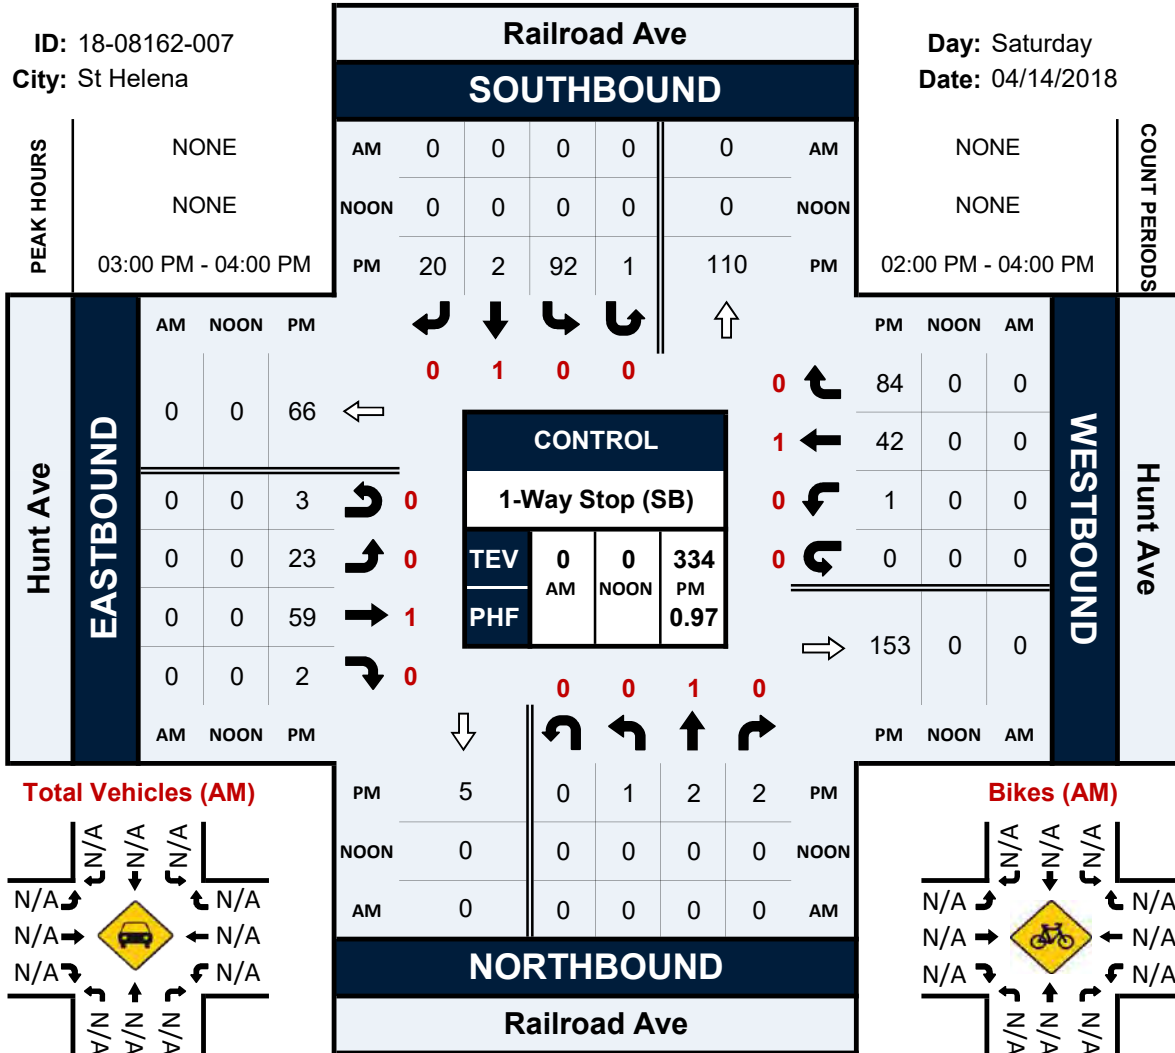 Railroad Ave
ID: 18-08162-007
Day: Saturday
City: St Helena
Date: 04/14/2018
SOUTHBOUND
PEAK HOURS
NONE
NONE
03:00 PM - 04:00 PM
AM 0 0 0 0 0 AM
NOON 0 0 0 0 0 NOON
PM 20 2 92 1 110 PM
NONE
NONE
02:00 PM - 04:00 PM
COUNT PERIODS
0 1 0 0
Hunt Ave
EASTBOUND
AM NOON PM
0 0 66
0 0 3 0
0 0 23 0
0 0 59 1
0 0 2 0
AM NOON PM
CONTROL
1-Way Stop (SB)
TEV 0 0 334
AM NOON PM
PHF 0.97
PM NOON AM
0 84 0 0
1 42 0 0
0 1 0 0
0 0 0 0
153 0 0
PM NOON AM
WESTBOUND
Hunt Ave
0 0 1 0
PM 5 0 1 2 2 PM
NOON 0 0 0 0 0 NOON
AM 0 0 0 0 0 AM
NORTHBOUND
Railroad Ave
Total Vehicles (AM)
N/A N/A N/A
N/A N/A
N/A N/A
N/A N/A
N/A N/A N/A
Bikes (AM)
N/A N/A N/A
N/A N/A
N/A N/A
N/A N/A
N/A N/A N/A